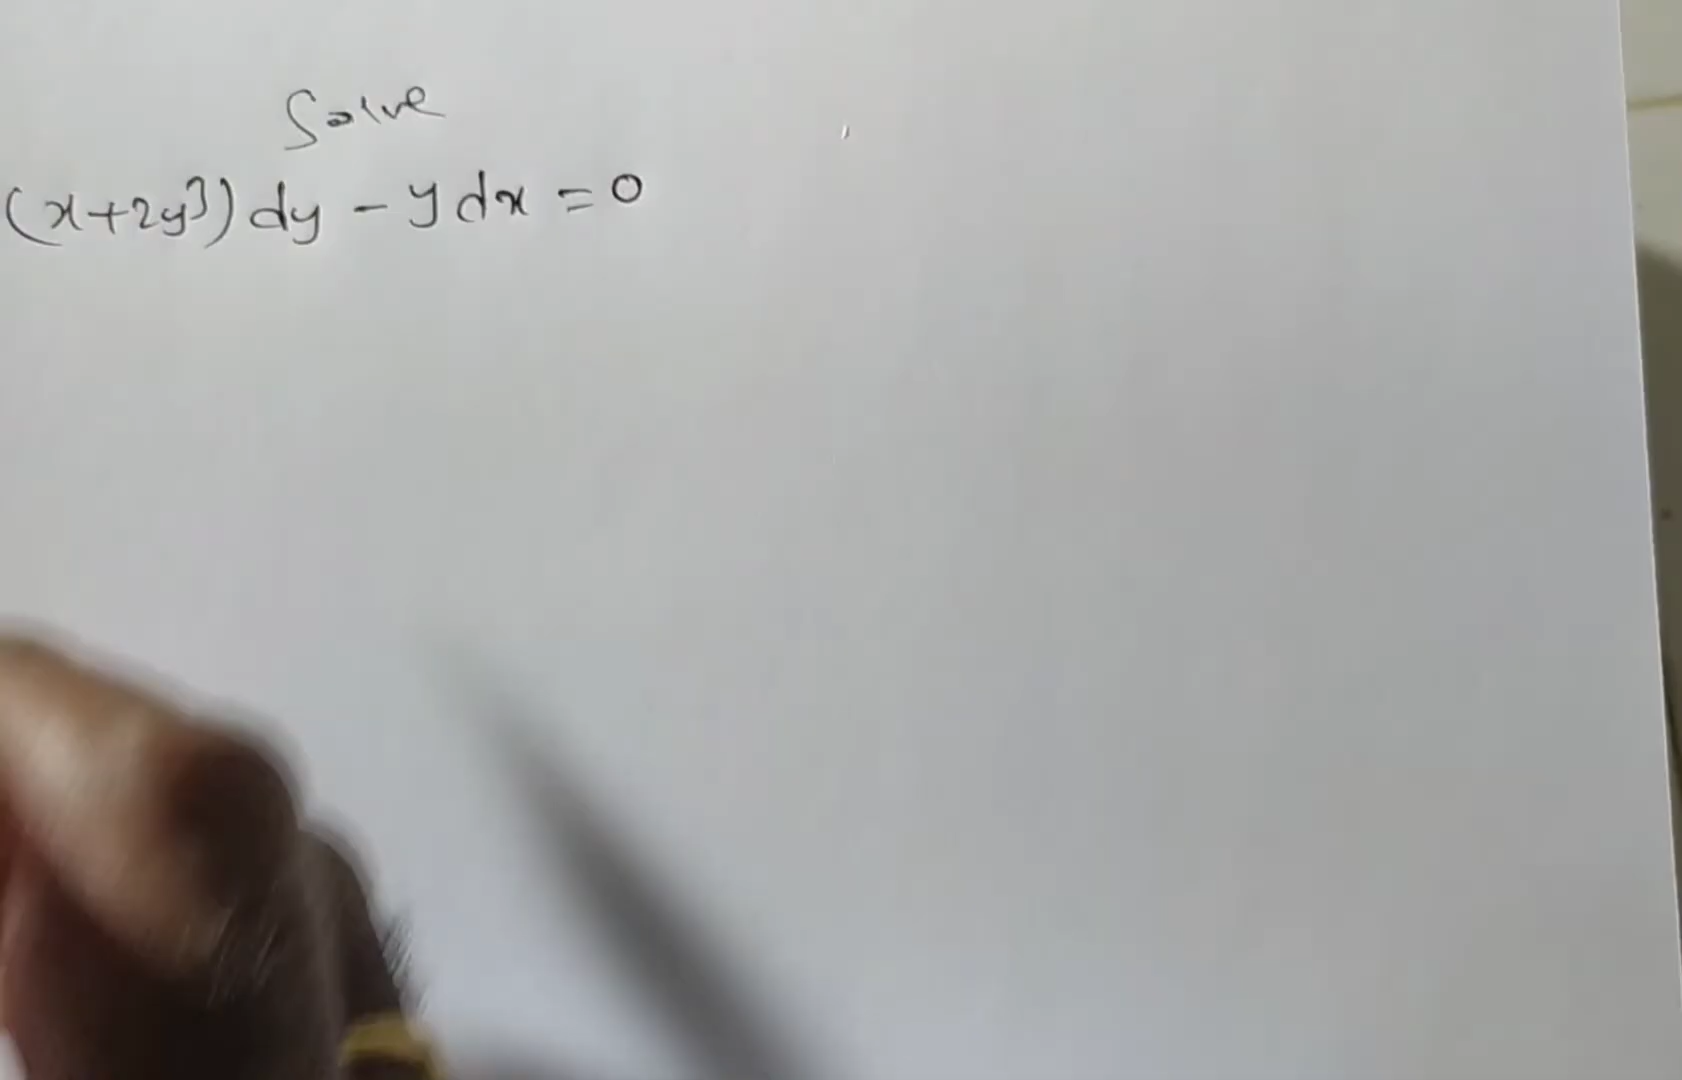 Solve
(x+2y³) dy - y dx = 0